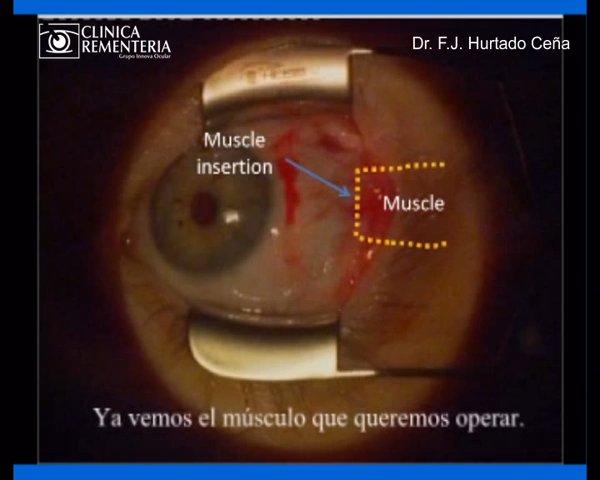 CLINICA
REMENTERIA
Grupo Innova Ocular
Dr. F.J. Hurtado Ceña
Muscle
insertion
Muscle
Ya vemos el músculo que queremos operar.